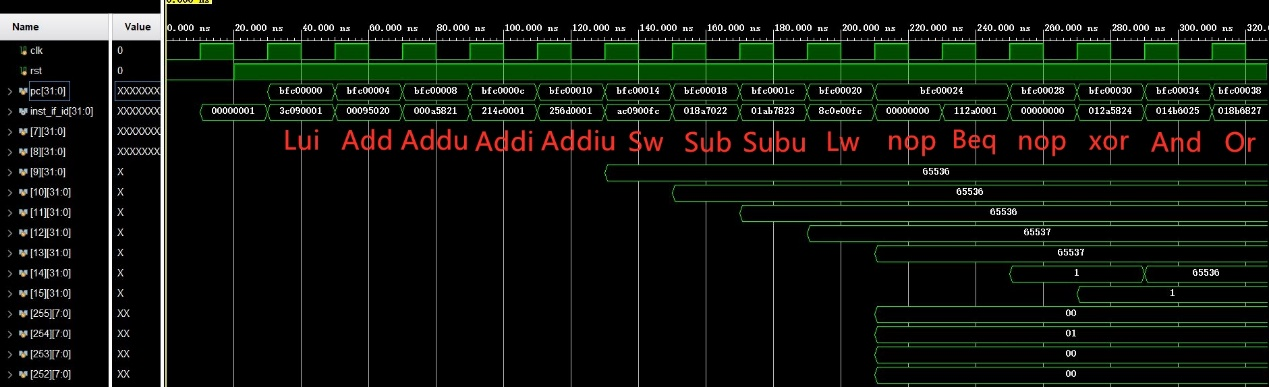 Name Value 0.000 ns 20.000 ns 40.000 ns 60.000 ns 80.000 ns 100.000 ns 120.000 ns 140.000 ns 160.000 ns 180.000 ns 200.000 ns 220.000 ns 240.000 ns 260.000 ns 280.000 ns 300.000 ns 320.
clk 0
rst 0
pc[31:0] XXXXXXX bfc00000 bfc00004 bfc00008 bfc0000c bfc00010 bfc00014 bfc00018 bfc0001c bfc00020 bfc00024 bfc00028 bfc00030 bfc00034 bfc00038
inst_if_id[31:0] XXXXXXX 00000001 3c090001 00095020 000a5821 214c0001 256d0001 ac0900fc 018a7022 01ab7823 8c0e00fc 00000000 112a0001 00000000 012a5824 014b6025 018b6827
[7][31:0] XXXXXXX
Lui Add Addu Addi Addiu Sw Sub Subu Lw nop Beq nop xor And Or
[8][31:0] XXXXXXX
[9][31:0] X 65536
[10][31:0] X 65536
[11][31:0] X 65536
[12][31:0] X 65537
[13][31:0] X 65537
[14][31:0] X 1 65536
[15][31:0] X 1
[255][7:0] XX 00
[254][7:0] XX 01
[253][7:0] XX 00
[252][7:0] XX 00